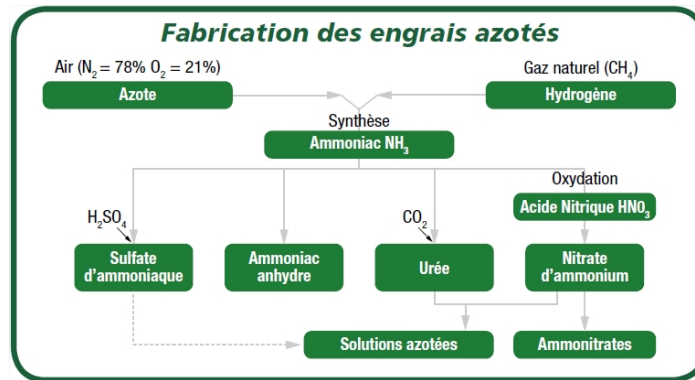 Fabrication des engrais azotés
Air (N₂ = 78% O₂ = 21%)
Gaz naturel (CH₄)
Azote
Hydrogène
Synthèse
Ammoniac NH₃
Oxydation
Acide Nitrique HNO₃
H₂SO₄
CO₂
Sulfate
d'ammoniaque
Ammoniac
anhydre
Urée
Nitrate
d'ammonium
Solutions azotées
Ammonitrates